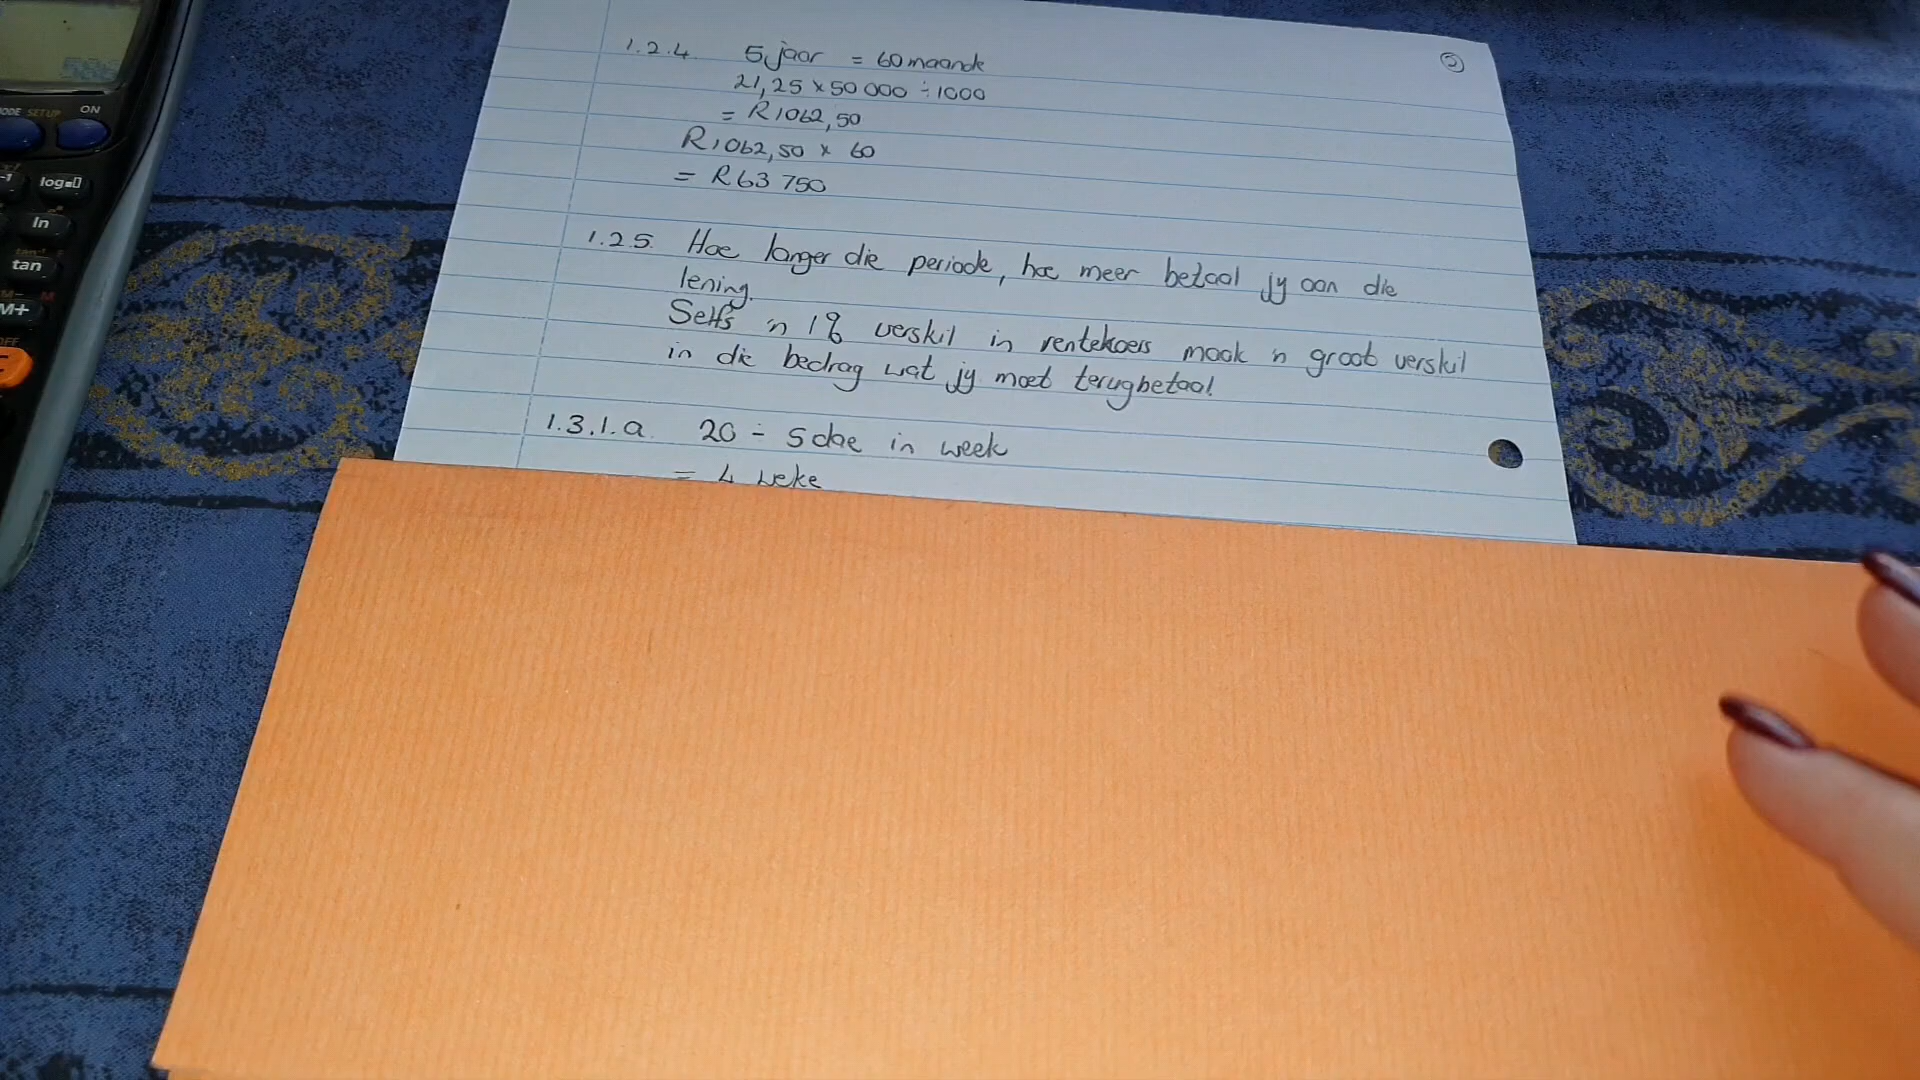 1.2.4. 5 jaar = 60 maande
②
21,25 x 50 000 ÷ 1000
= R1062,50
R1062,50 x 60
= R63 750
1.2.5. Hoe langer die periode, hoe meer betaal jy aan die
lening.
Selfs 'n 1% verskil in rentekoers maak 'n groot verskil
in die bedrag wat jy moet terugbetaal.
1.3.1.a. 20 ÷ 5 dae in week
= 4 weke
SETUP ON
log
ln
tan
M+